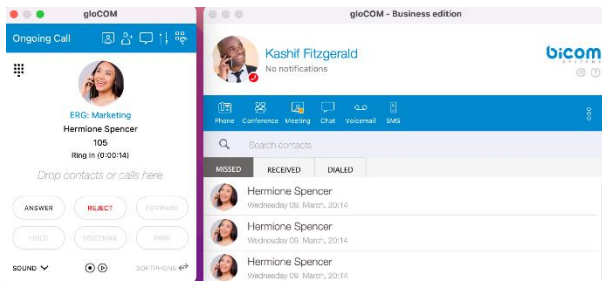 gloCOM
Ongoing Call
ERG: Marketing
Hermione Spencer
105
Ring In (0:00:14)
Drop contacts or calls here
ANSWER
REJECT
FORWARD
HOLD
VOICEMAIL
PARK
SOUND
SOFTPHONE
gloCOM - Business edition
Kashif Fitzgerald
No notifications
bicom
SYSTEMS
Phone Conference Meeting Chat Voicemail SMS
Search contacts
MISSED RECEIVED DIALED
Hermione Spencer
Wednesday 09. March, 20:14
Hermione Spencer
Wednesday 09. March, 20:14
Hermione Spencer
Wednesday 09. March, 20:14